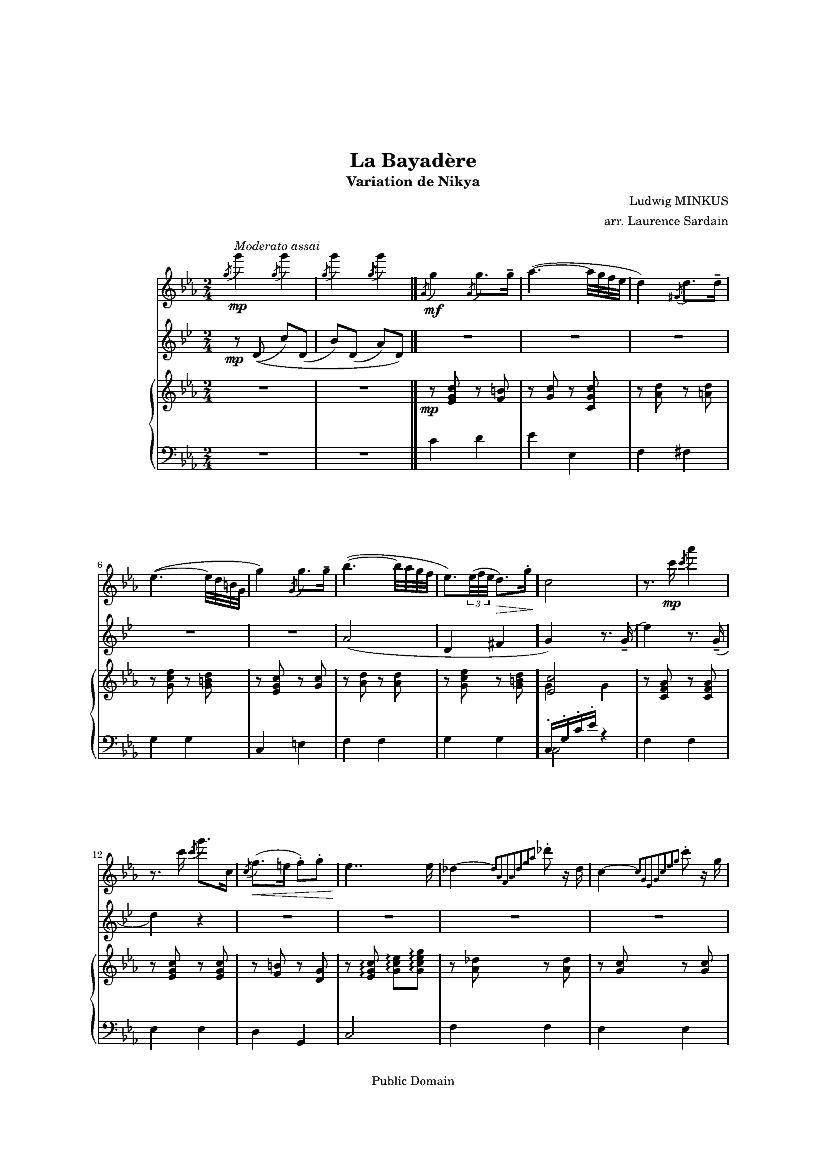 La Bayadère
Variation de Nikya
Ludwig MINKUS
arr. Laurence Sardain
Moderato assai
mp
mf
mp
mp
6
3
mp
12
Public Domain